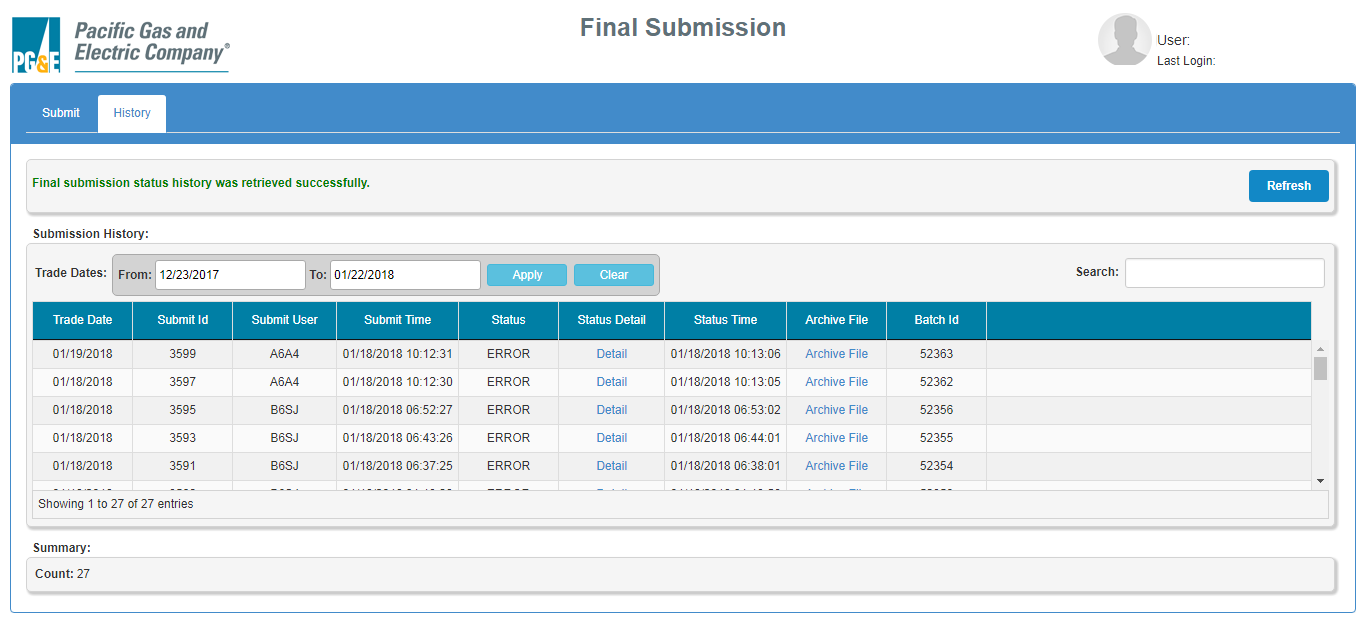 Pacific Gas and
Electric Company®
PG&E
Final Submission
User:
Last Login:
Submit History
Final submission status history was retrieved successfully. Refresh
Submission History:
Trade Dates: From: 12/23/2017 To: 01/22/2018 Apply Clear Search:
Trade Date Submit Id Submit User Submit Time Status Status Detail Status Time Archive File Batch Id
01/19/2018 3599 A6A4 01/18/2018 10:12:31 ERROR Detail 01/18/2018 10:13:06 Archive File 52363
01/18/2018 3597 A6A4 01/18/2018 10:12:30 ERROR Detail 01/18/2018 10:13:05 Archive File 52362
01/18/2018 3595 B6SJ 01/18/2018 06:52:27 ERROR Detail 01/18/2018 06:53:02 Archive File 52356
01/18/2018 3593 B6SJ 01/18/2018 06:43:26 ERROR Detail 01/18/2018 06:44:01 Archive File 52355
01/18/2018 3591 B6SJ 01/18/2018 06:37:25 ERROR Detail 01/18/2018 06:38:01 Archive File 52354
Showing 1 to 27 of 27 entries
Summary:
Count: 27